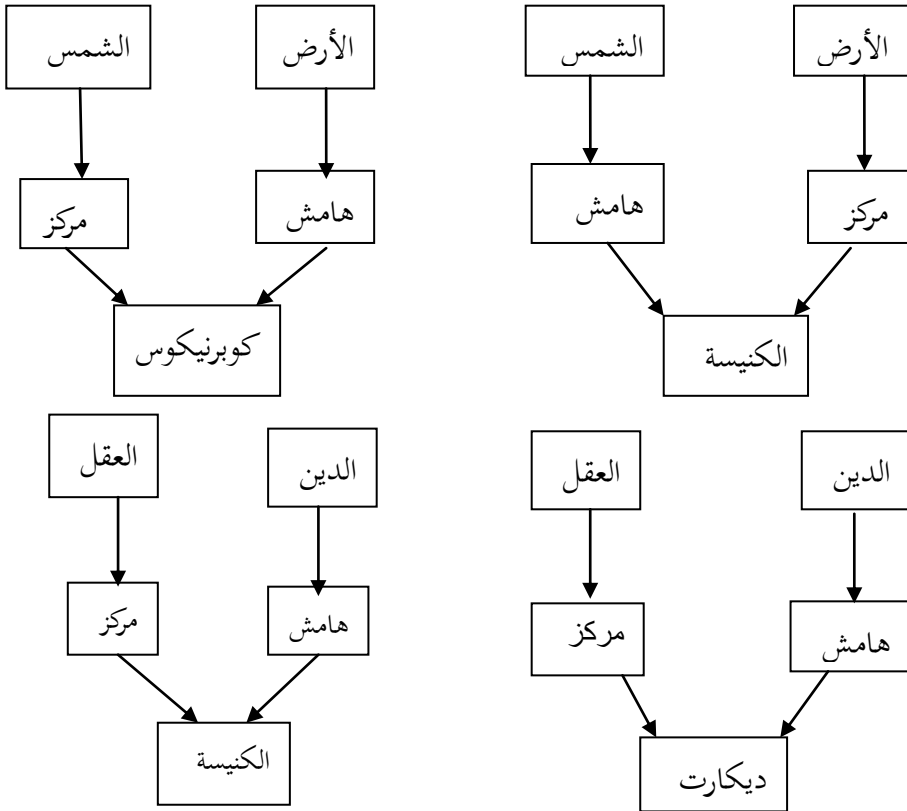 الأرض
الشمس
مركز
هامش
الكنيسة
الأرض
الشمس
هامش
مركز
كوبرنيكوس
الدين
العقل
هامش
مركز
ديكارت
الدين
العقل
هامش
مركز
الكنيسة